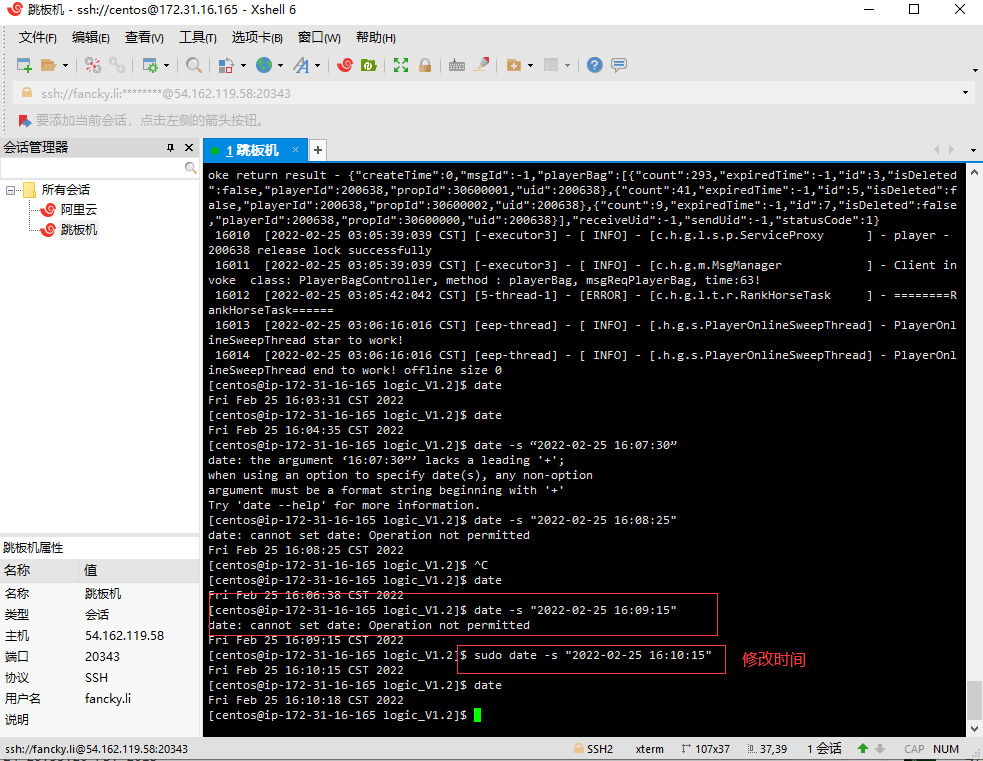 跳板机 - ssh://centos@172.31.16.165 - Xshell 6
文件(F) 编辑(E) 查看(V) 工具(T) 选项卡(B) 窗口(W) 帮助(H)
ssh://fancky.li:********@54.162.119.58:20343
要添加当前会话，点击左侧的箭头按钮。
会话管理器
1 跳板机
所有会话
阿里云
跳板机
oke return result - {"createTime":0,"msgId":-1,"playerBag":[{"count":293,"expiredTime":-1,"id":3,"isDeleted
":false,"playerId":200638,"propId":30600001,"uid":200638},{"count":41,"expiredTime":-1,"id":5,"isDeleted":f
alse,"playerId":200638,"propId":30600002,"uid":200638},{"count":9,"expiredTime":-1,"id":7,"isDeleted":false
,"playerId":200638,"propId":30600000,"uid":200638}],"receiveUid":-1,"sendUid":-1,"statusCode":1}
16010 [2022-02-25 03:05:39:039 CST] [-executor3] - [ INFO] - [c.h.g.l.s.p.ServiceProxy ] - player -
200638 release lock successfully
16011 [2022-02-25 03:05:39:039 CST] [-executor3] - [ INFO] - [c.h.g.m.MsgManager ] - Client in
voke class: PlayerBagController, method : playerBag, msgReqPlayerBag, time:63!
16012 [2022-02-25 03:05:42:042 CST] [5-thread-1] - [ERROR] - [c.h.g.l.t.r.RankHorseTask ] - ========R
ankHorseTask======
16013 [2022-02-25 03:06:16:016 CST] [eep-thread] - [ INFO] - [.h.g.s.PlayerOnlineSweepThread] - PlayerOnl
ineSweepThread star to work!
16014 [2022-02-25 03:06:16:016 CST] [eep-thread] - [ INFO] - [.h.g.s.PlayerOnlineSweepThread] - PlayerOnl
ineSweepThread end to work! offline size 0
[centos@ip-172-31-16-165 logic_V1.2]$ date
Fri Feb 25 16:03:31 CST 2022
[centos@ip-172-31-16-165 logic_V1.2]$ date
Fri Feb 25 16:04:35 CST 2022
[centos@ip-172-31-16-165 logic_V1.2]$ date -s “2022-02-25 16:07:30”
date: the argument ‘16:07:30”’ lacks a leading '+';
when using an option to specify date(s), any non-option
argument must be a format string beginning with '+'
Try 'date --help' for more information.
[centos@ip-172-31-16-165 logic_V1.2]$ date -s "2022-02-25 16:08:25"
date: cannot set date: Operation not permitted
Fri Feb 25 16:08:25 CST 2022
[centos@ip-172-31-16-165 logic_V1.2]$ ^C
[centos@ip-172-31-16-165 logic_V1.2]$ date
Fri Feb 25 16:06:38 CST 2022
[centos@ip-172-31-16-165 logic_V1.2]$ date -s "2022-02-25 16:09:15"
date: cannot set date: Operation not permitted
Fri Feb 25 16:09:15 CST 2022
[centos@ip-172-31-16-165 logic_V1.2]$ sudo date -s "2022-02-25 16:10:15"
修改时间
Fri Feb 25 16:10:15 CST 2022
[centos@ip-172-31-16-165 logic_V1.2]$ date
Fri Feb 25 16:10:18 CST 2022
[centos@ip-172-31-16-165 logic_V1.2]$
跳板机属性
名称 值
名称 跳板机
类型 会话
主机 54.162.119.58
端口 20343
协议 SSH
用户名 fancky.li
说明
ssh://fancky.li@54.162.119.58:20343 SSH2 xterm 107x37 37,39 1 会话 CAP NUM